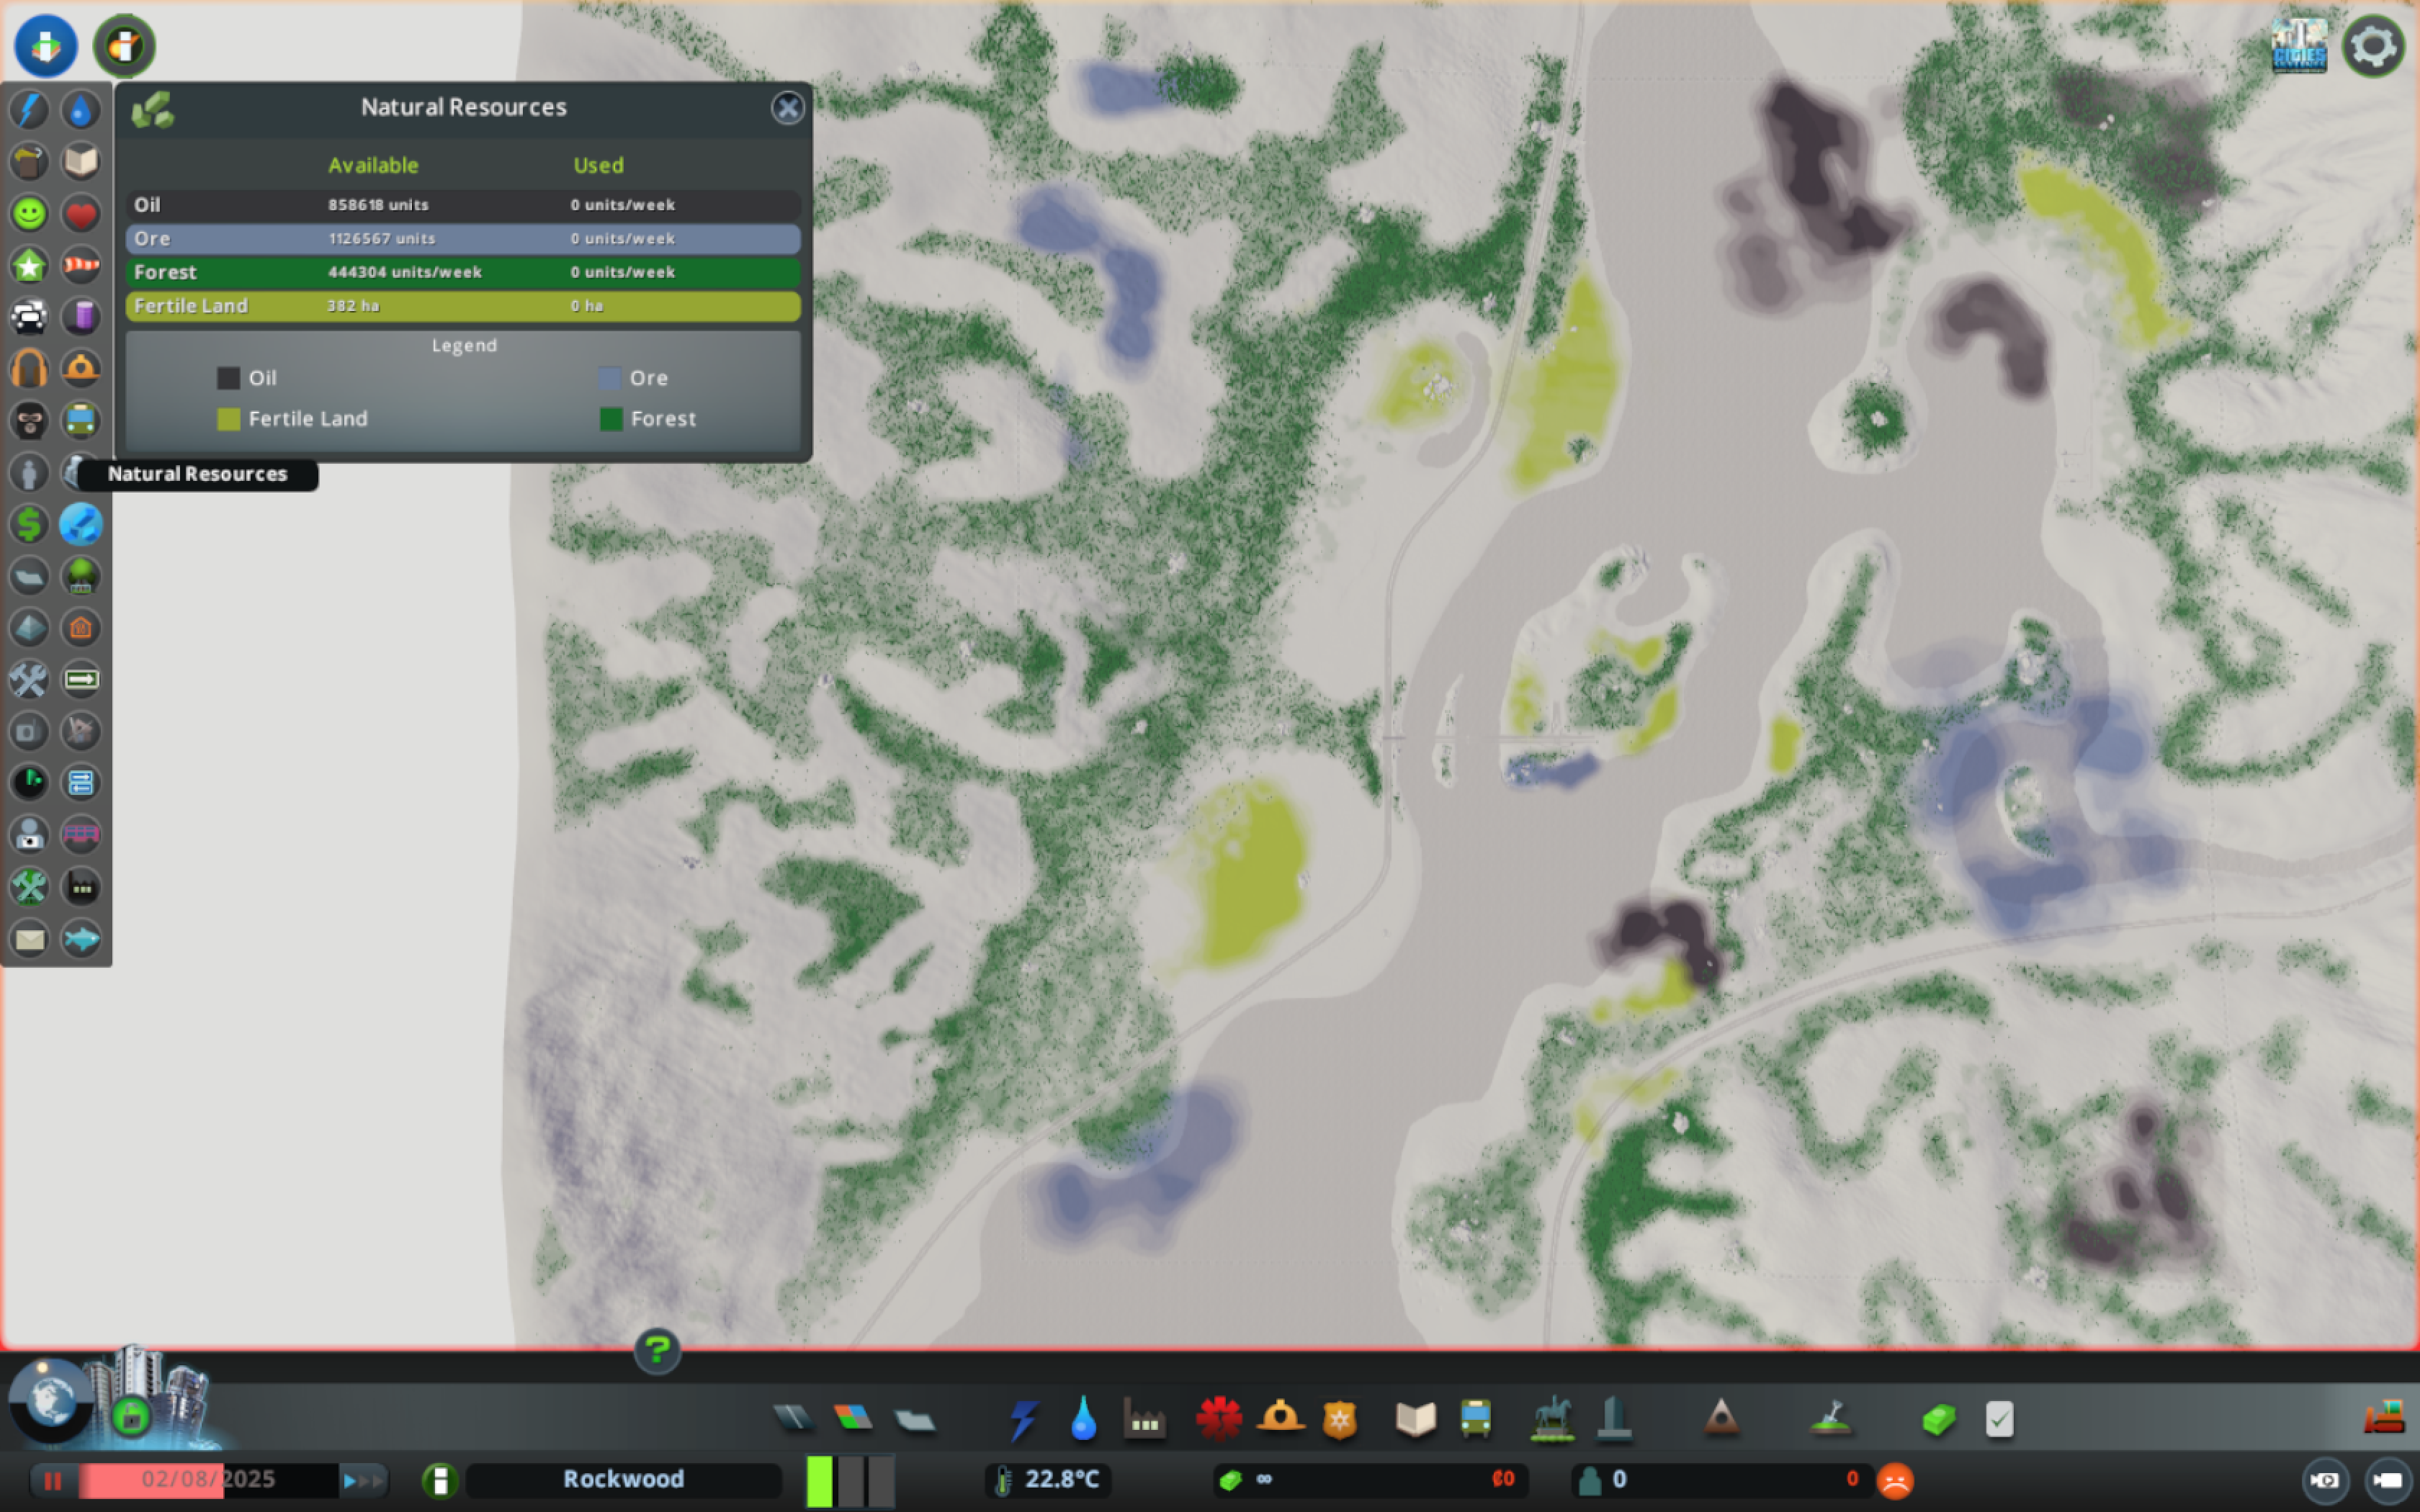 CITIES
Natural Resources
Available Used
Oil 858618 units 0 units/week
Ore 1126567 units 0 units/week
Forest 444304 units/week 0 units/week
Fertile Land 382 ha 0 ha
Legend
Oil Ore
Fertile Land Forest
Natural Resources
?
02/08/2025 Rockwood 22.8°C ∞ ₡0 0 0